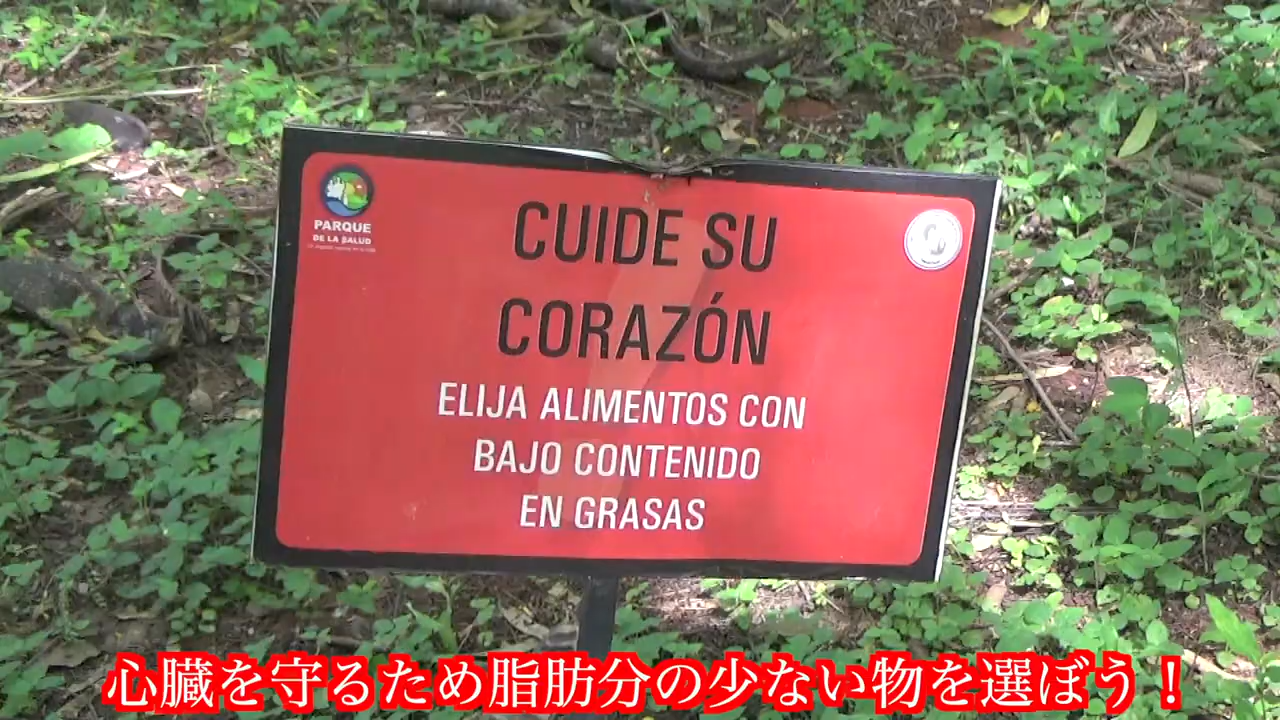 PARQUE
DE LA SALUD
CUIDE SU
CORAZÓN
ELIJA ALIMENTOS CON
BAJO CONTENIDO
EN GRASAS
心臓を守るため脂肪分の少ない物を選ぼう！